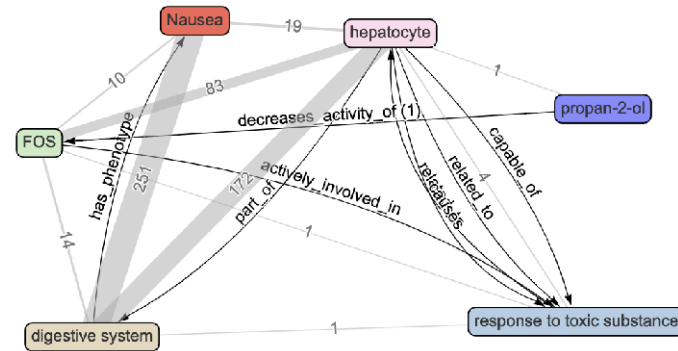 Nausea
19
hepatocyte
10
83
1
propan-2-ol
decreases_activity_of (1)
FOS
has_phenotype
251
172
actively_involved_in
part_of
related_to
capable_of
4
causes
14
1
digestive system
1
response to toxic substance